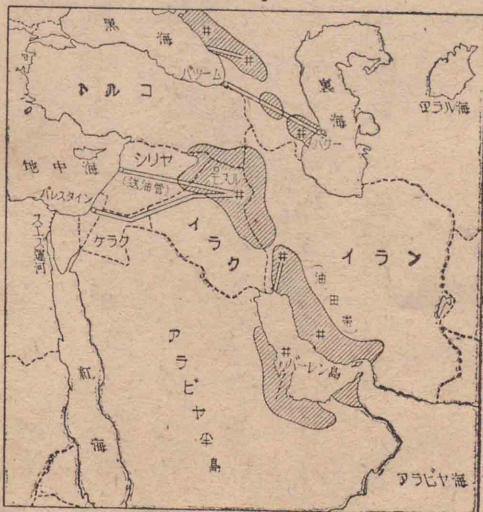 黒海
バツーム
トルコ
裏海
バクー
アラル海
地中海
シリヤ
(送油管)
モスル
パレスタイン
スエズ運河
ケラク
イラク
イラン
(油田帯)
バーレン島
アラビヤ半島
紅海
アラビヤ海